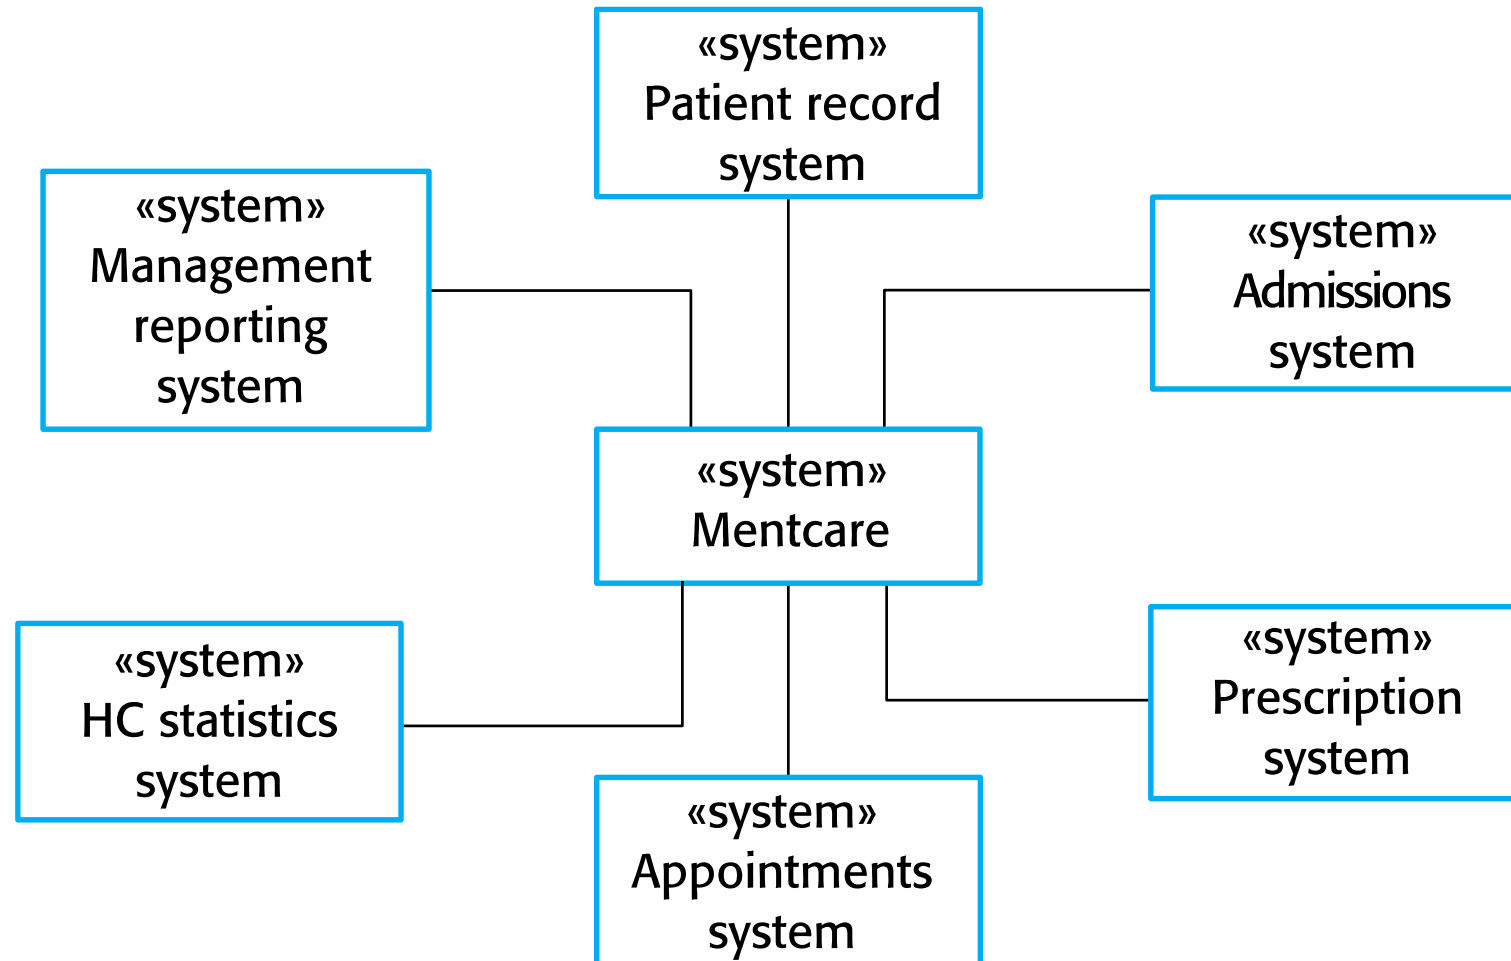 «system»
Patient record
system
«system»
Management
reporting
system
«system»
Admissions
system
«system»
Mentcare
«system»
HC statistics
system
«system»
Prescription
system
«system»
Appointments
system